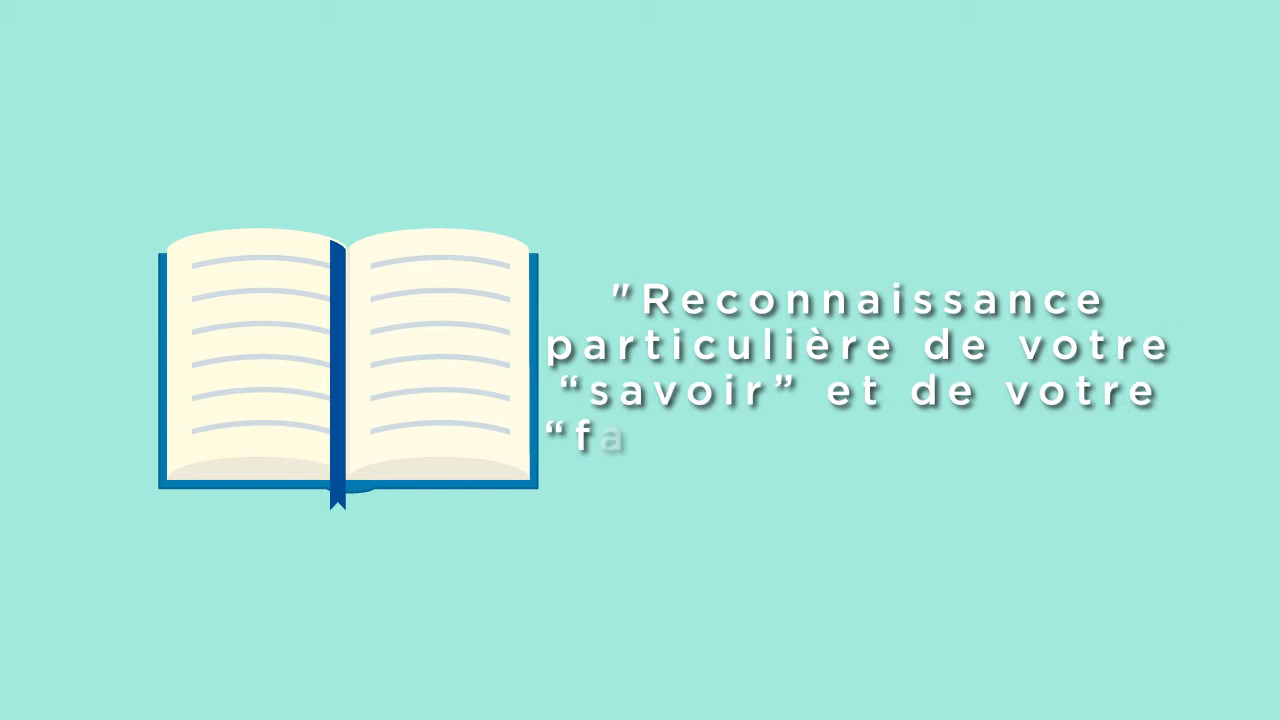 "Reconnaissance
particulière de votre
“savoir” et de votre
“fa